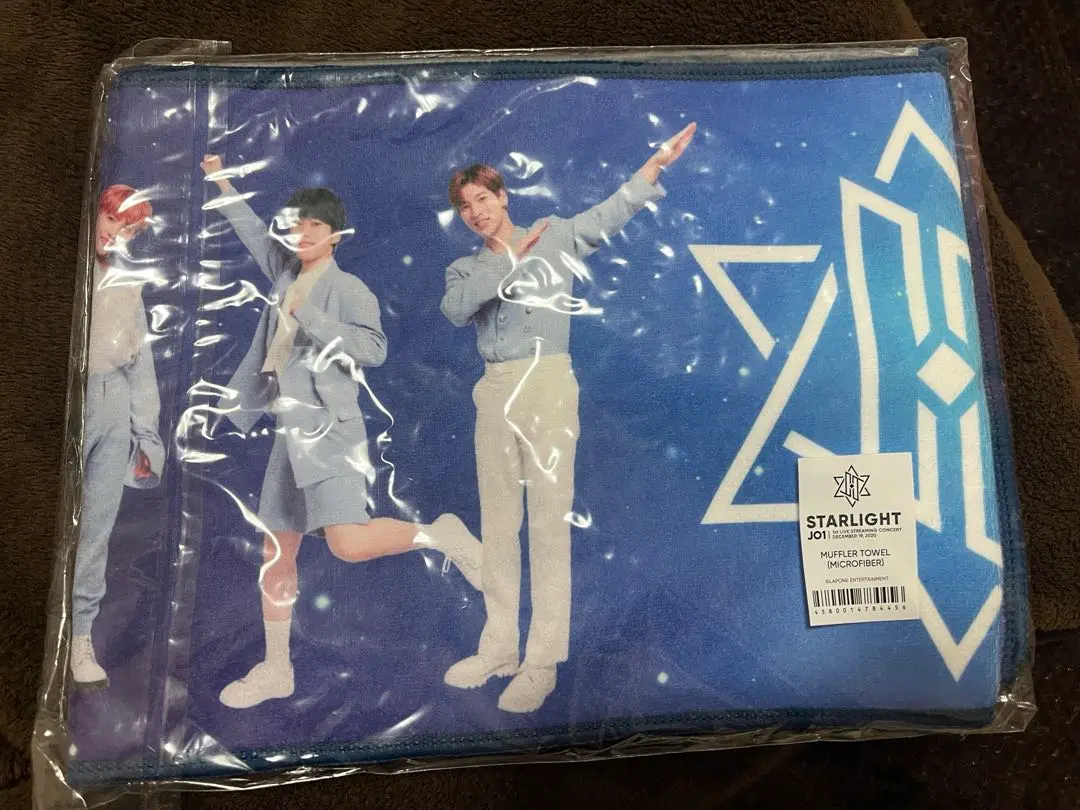 STARLIGHT
JO1 1st LIVE STREAMING CONCERT
DECEMBER 19, 2020
MUFFLER TOWEL
(MICROFIBER)
©LAPONE ENTERTAINMENT
4580014784456